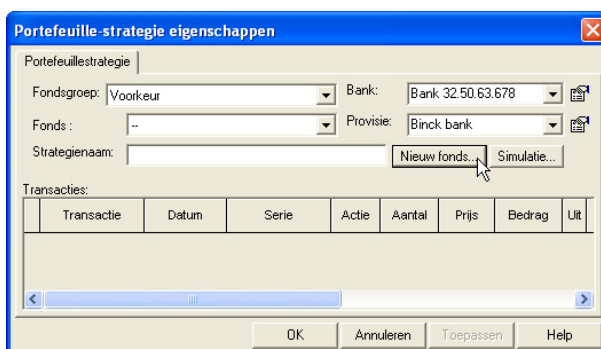 Portefeuille-strategie eigenschappen
Portefeuillestrategie
Fondsgroep: Voorkeur Bank: Bank 32.50.63.678
Fonds : -- Provisie: Binck bank
Strategienaam: Nieuw fonds... Simulatie...
Transacties:
Transactie Datum Serie Actie Aantal Prijs Bedrag Uit
OK Annuleren Toepassen Help